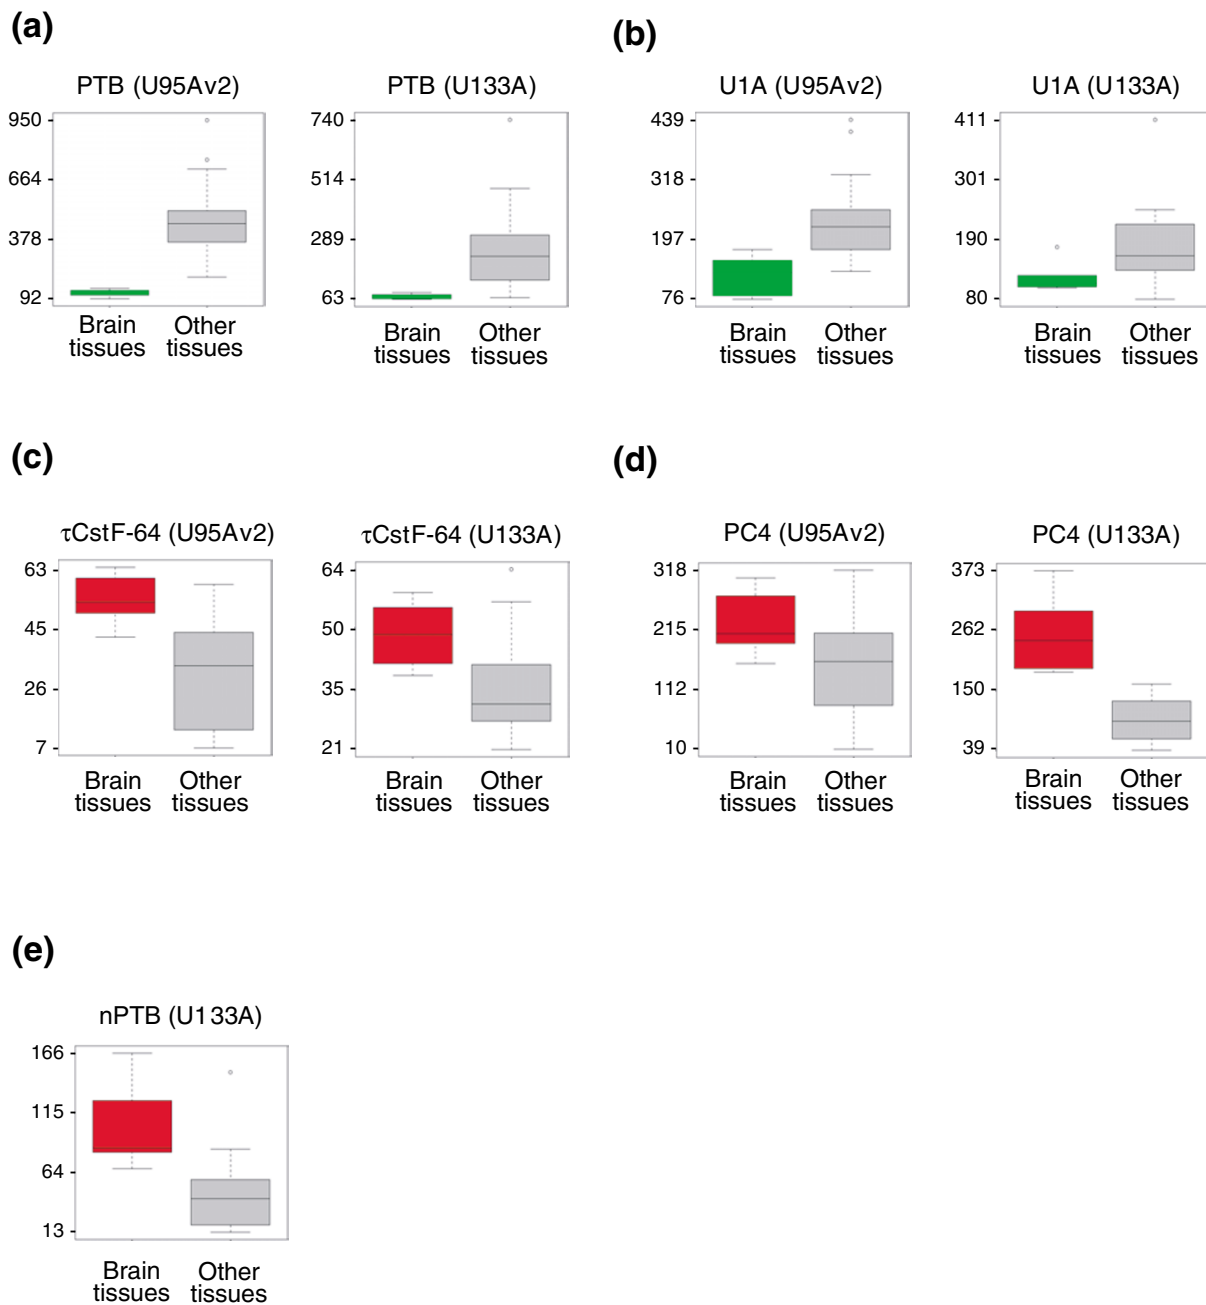 (a)
PTB (U95Av2)
950
664
378
92
Brain
tissues
Other
tissues
PTB (U133A)
740
514
289
63
Brain
tissues
Other
tissues
(b)
U1A (U95Av2)
439
318
197
76
Brain
tissues
Other
tissues
U1A (U133A)
411
301
190
80
Brain
tissues
Other
tissues
(c)
τCstF-64 (U95Av2)
63
45
26
7
Brain
tissues
Other
tissues
τCstF-64 (U133A)
64
50
35
21
Brain
tissues
Other
tissues
(d)
PC4 (U95Av2)
318
215
112
10
Brain
tissues
Other
tissues
PC4 (U133A)
373
262
150
39
Brain
tissues
Other
tissues
(e)
nPTB (U133A)
166
115
64
13
Brain
tissues
Other
tissues